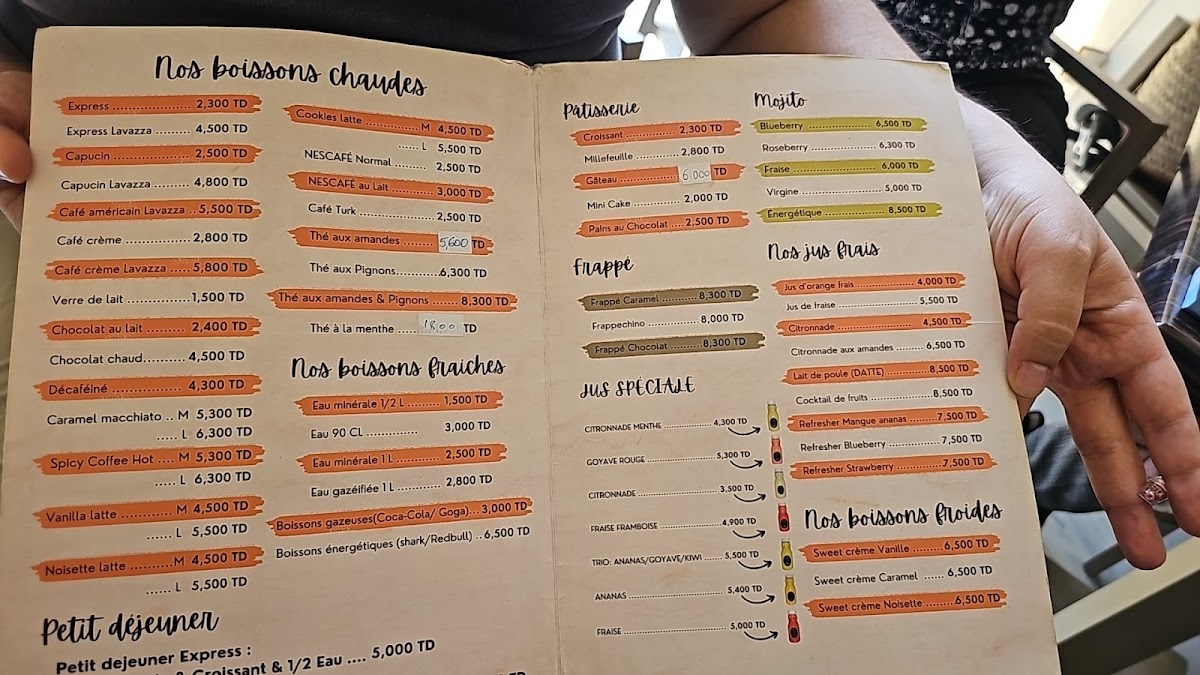 Nos boissons chaudes
Express .................. 2,300 TD
Express Lavazza ......... 4,500 TD
Capucin ................. 2,500 TD
Capucin Lavazza ....... 4,800 TD
Café américain Lavazza .. 5,500 TD
Café crème ............. 2,800 TD
Café crème Lavazza ..... 5,800 TD
Verre de lait ............ 1,500 TD
Chocolat au lait .......... 2,400 TD
Chocolat chaud......... 4,500 TD
Décaféiné ............... 4,300 TD
Caramel macchiato .. M 5,300 TD
..... L 6,300 TD
Spicy Coffee Hot .... M 5,300 TD
..... L 6,300 TD
Vanilla latte ........... M 4,500 TD
...... L 5,500 TD
Noisette latte ..........M 4,500 TD
...... L 5,500 TD
Cookies latte ............ M 4,500 TD
...... L 5,500 TD
NESCAFÉ Normal ........ 2,500 TD
NESCAFÉ au Lait .......... 3,000 TD
Café Turk .................. 2,500 TD
Thé aux amandes ........ 5,600 TD
Thé aux Pignons............6,300 TD
Thé aux amandes & Pignons ...... 8,300 TD
Thé à la menthe ...... 1800 TD
Nos boissons fraiches
Eau minérale 1/2 L ......... 1,500 TD
Eau 90 CL ............. 3,000 TD
Eau minérale 1 L .......... 2,500 TD
Eau gazéifiée 1 L ........... 2,800 TD
Boissons gazeuses(Coca-Cola/ Goga)... 3,000 TD
Boissons énergétiques (shark/Redbull) .. 6,500 TD
Petit déjeuner
Petit dejeuner Express :
& Croissant & 1/2 Eau .... 5,000 TD
Pàtisserie
Croissant .............. 2,300 TD
Millefeuille ............ 2,800 TD
Gâteau ............... 6.000 TD
Mini Cake ............. 2,000 TD
Pains au Chocolat .... 2,500 TD
Frappé
Frappé Caramel .......... 8,300 TD
Frappechino ............. 8,000 TD
Frappé Chocolat ..........8,300 TD
JUS SPÉCIALE
CITRONNADE MENTHE ................ 4,300 TD
GOYAVE ROUGE .................... 5,300 TD
CITRONNADE ...................... 3,500 TD
FRAISE FRAMBOISE ................. 4,900 TD
TRIO: ANANAS/GOYAVE/KIWI ...... 5,500 TD
ANANAS .......................... 5,400 TD
FRAISE ........................... 5,000 TD
Mojito
Blueberry ..................... 6,500 TD
Roseberry ..................... 6,300 TD
Fraise ........................ 6,000 TD
Virgine ....................... 5,000 TD
Énergétique .................. 8,500 TD
Nos jus frais
Jus d'orange frais ............... 4,000 TD
Jus de fraise ................... 5,500 TD
Citronnade .................... 4,500 TD
Citronnade aux amandes ...... 6,500 TD
Lait de poule (DATTE) ........... 8,500 TD
Cocktail de fruits .............8,500 TD
Refresher Mangue ananas ....7,500 TD
Refresher Blueberry ......... 7,500 TD
Refresher Strawberry .............7,500 TD
Nos boissons froides
Sweet crème Vanille .........6,500 TD
Sweet crème Caramel ...... 6,500 TD
Sweet crème Noisette ........6,500 TD